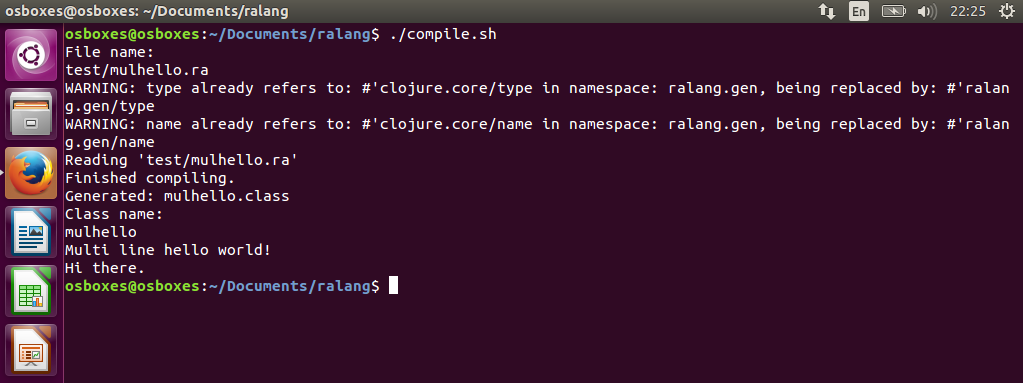 osboxes@osboxes: ~/Documents/ralang
En
22:25
osboxes@osboxes:~/Documents/ralang$ ./compile.sh
File name:
test/mulhello.ra
WARNING: type already refers to: #'clojure.core/type in namespace: ralang.gen, being replaced by: #'ralan
g.gen/type
WARNING: name already refers to: #'clojure.core/name in namespace: ralang.gen, being replaced by: #'ralan
g.gen/name
Reading 'test/mulhello.ra'
Finished compiling.
Generated: mulhello.class
Class name:
mulhello
Multi line hello world!
Hi there.
osboxes@osboxes:~/Documents/ralang$